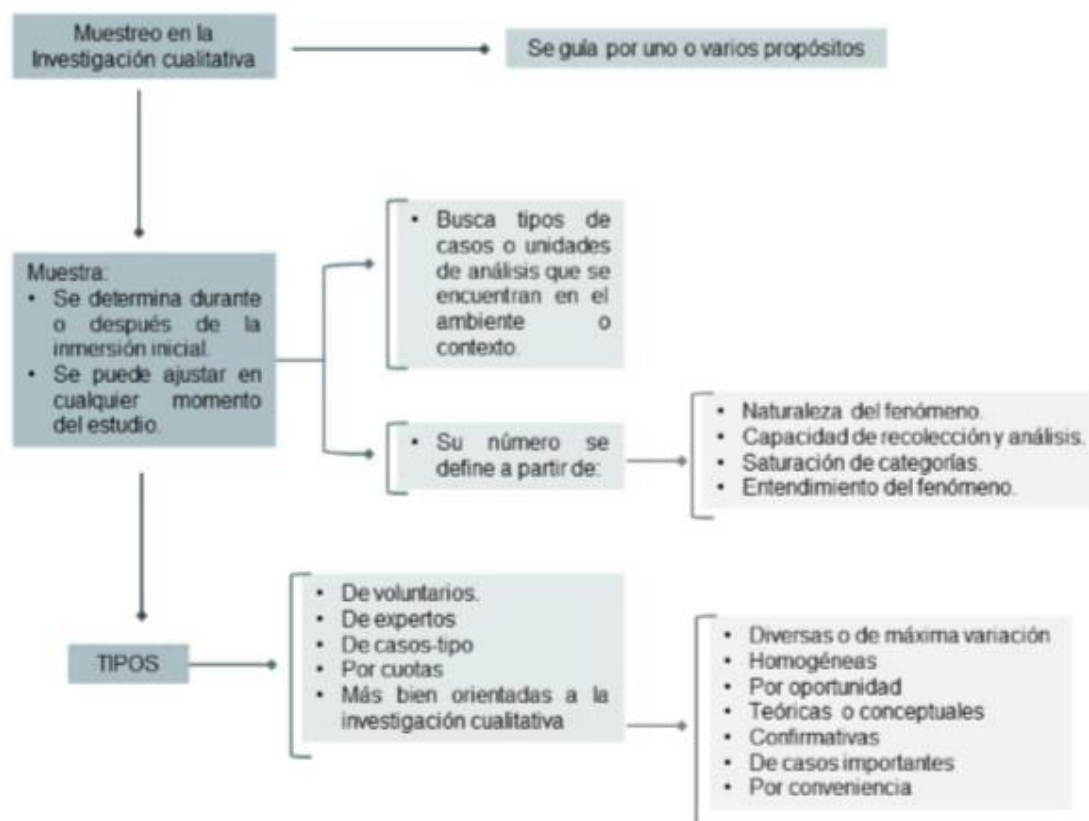 Muestreo en la
Investigación cualitativa
Se guía por uno o varios propósitos
• Busca tipos de
casos o unidades
de análisis que se
encuentran en el
ambiente o
contexto.
Muestra:
• Se determina durante
o después de la
inmersión inicial.
• Se puede ajustar en
cualquier momento
del estudio.
• Su número se
define a partir de:
• Naturaleza del fenómeno.
• Capacidad de recolección y análisis.
• Saturación de categorías.
• Entendimiento del fenómeno.
TIPOS
• De voluntarios.
• De expertos
• De casos-tipo
• Por cuotas
• Más bien orientadas a la
investigación cualitativa
• Diversas o de máxima variación
• Homogéneas
• Por oportunidad
• Teóricas o conceptuales
• Confirmativas
• De casos importantes
• Por conveniencia